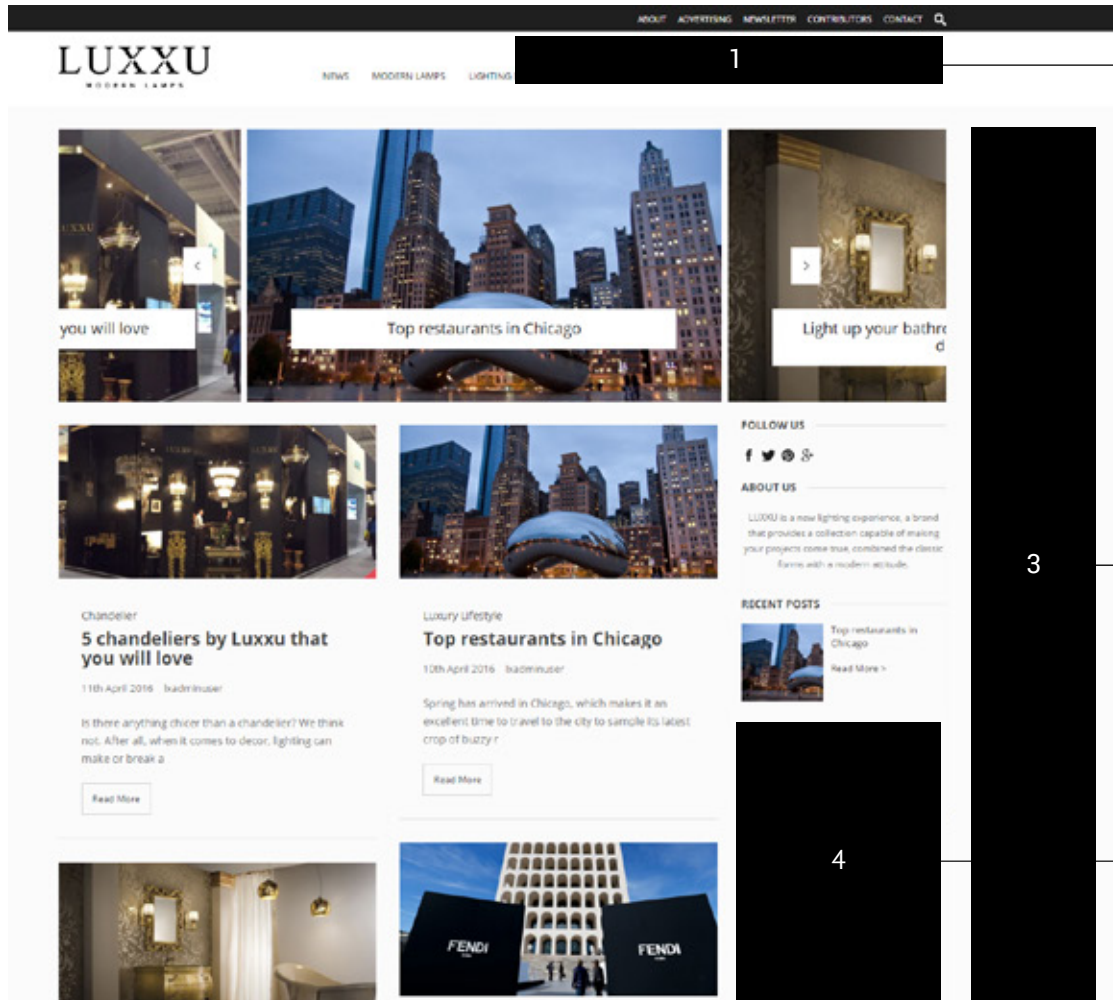 ABOUT ADVERTISING NEWSLETTER CONTRIBUTORS CONTACT
LUXXU
MODERN LAMPS
NEWS MODERN LAMPS LIGHTING
1
LUXXU
you will love
<
Top restaurants in Chicago
>
Light up your bathro
d
LUXXU
FOLLOW US
ABOUT US
LUXXU is a new lighting experience, a brand
that provides a collection capable of making
your projects come true, combined the classic
forms with a modern attitude.
RECENT POSTS
Top restaurants in
Chicago
Read More >
3
Chandelier
5 chandeliers by Luxxu that
you will love
11th April 2016 lxadminuser
Is there anything chicer than a chandelier? We think
not. After all, when it comes to decor, lighting can
make or break a
Read More
Luxury Lifestyle
Top restaurants in Chicago
10th April 2016 lxadminuser
Spring has arrived in Chicago, which makes it an
excellent time to travel to the city to sample its latest
crop of buzzy r
Read More
4
FENDI
FENDI